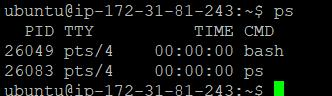 ubuntu@ip-172-31-81-243:~$ ps
  PID TTY          TIME CMD
26049 pts/4    00:00:00 bash
26083 pts/4    00:00:00 ps
ubuntu@ip-172-31-81-243:~$